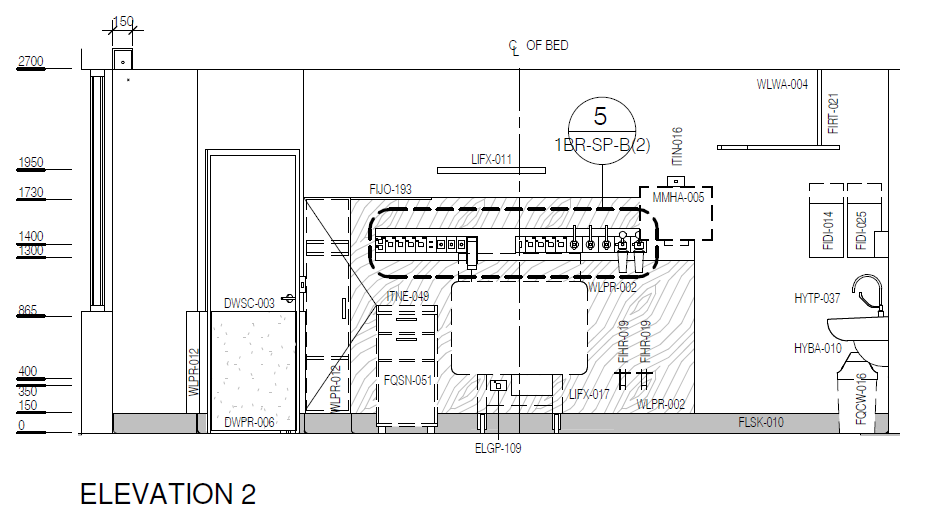 150
℄ OF BED
2700
WLWA-004
FIRT-021
5
1BR-SP-B(2)
ITIN-016
LIFX-011
1950
FIJO-193
MMHA-005
1730
FIDI-014
FIDI-025
1400
1300
WLPR-002
ITNE-049
DWSC-003
HYTP-037
865
FIHR-019
FIHR-019
HYBA-010
WLPR-012
WLPR-012
400
FQSN-051
FQCW-016
350
LIFX-017
150
WLPR-002
0
DWPR-006
FLSK-010
ELGP-109
ELEVATION 2